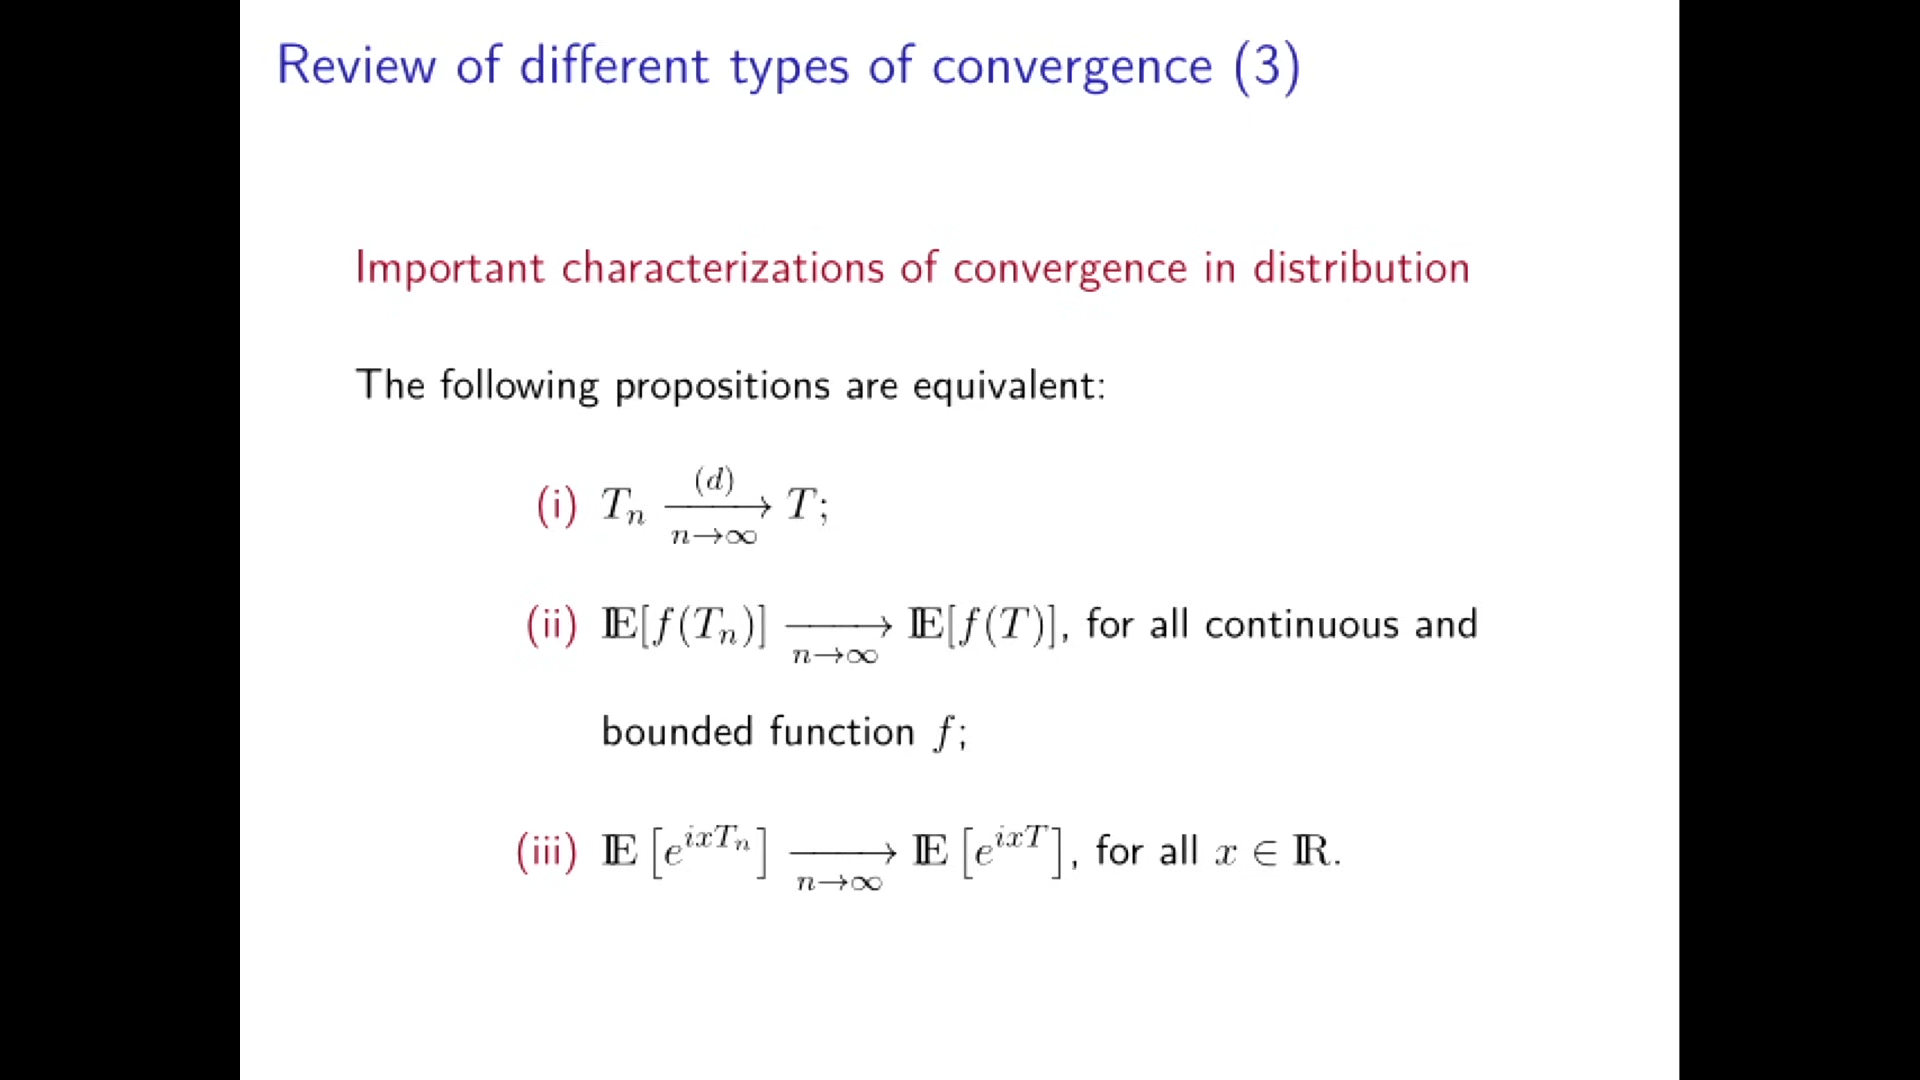 Review of different types of convergence (3)
Important characterizations of convergence in distribution
The following propositions are equivalent:
(i) $T_n \xrightarrow[n\to\infty]{(d)} T$;
(ii) $\mathbb{E}[f(T_n)] \xrightarrow[n\to\infty]{} \mathbb{E}[f(T)]$, for all continuous and
bounded function $f$;
(iii) $\mathbb{E}\left[e^{ixT_n}\right] \xrightarrow[n\to\infty]{} \mathbb{E}\left[e^{ixT}\right]$, for all $x \in \mathbb{R}$.